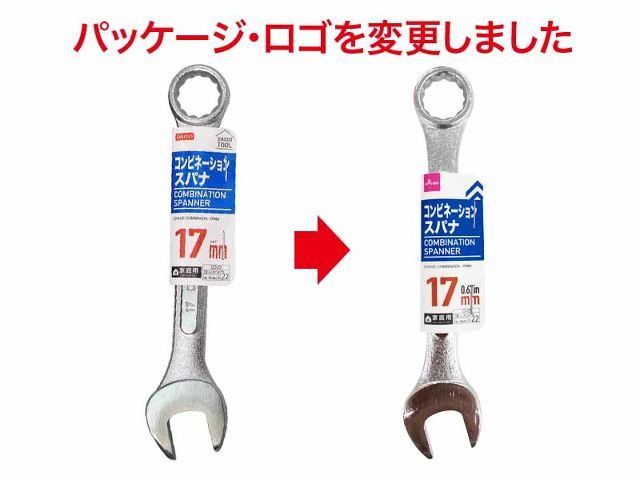 パッケージ・ロゴを変更しました
DAISO
DAISO
TOOL
コンビネーション
スパナ
COMBINATION
SPANNER
17
mm
家庭用
22
コンビネーション
スパナ
COMBINATION
SPANNER
17
0.67in
mm
家庭用
22